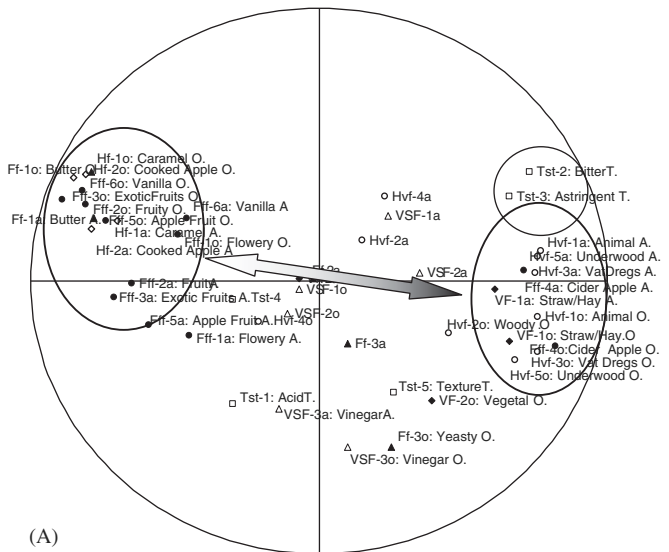 Hf-1o: Caramel O.
Ff-1o: Butter O.
Hf-2o: Cooked Apple O.
Fff-6o: Vanilla O.
Fff-3o: ExoticFruits O.
Fff-2o: Fruity O.
Fff-6a: Vanilla A
Ff-1a: Butter A.
Fff-5o: Apple Fruit O.
Hf-1a: Caramel A.
Fff-1o: Flowery O.
Hf-2a: Cooked Apple A
Hvf-4a
VSF-1a
Hvf-2a
Tst-2: BitterT.
Tst-3: Astringent T.
Hvf-1a: Animal A.
Hvf-5a: Underwood A.
Hvf-3a: VatDregs A.
Ff-2a
VSF-2a
Fff-4a: Cider Apple A.
VF-1a: Straw/Hay A.
Fff-2a: FruityA
VSF-1o
Fff-3a: Exotic Fruits A.
Tst-4
VSF-2o
Hvf-1o: Animal O.
Fff-5a: Apple Fruit A.
Hvf-4o
Hvf-2o: Woody O.
VF-1o: Straw/Hay.O
Fff-1a: Flowery A.
Ff-3a
Fff-4o:Cider Apple O.
Hvf-3o: Vat Dregs O.
Hvf-5o: Underwood O.
Tst-1: AcidT.
Tst-5: TextureT.
VF-2o: Vegetal O.
VSF-3a: VinegarA.
Ff-3o: Yeasty O.
VSF-3o: Vinegar O.
(A)